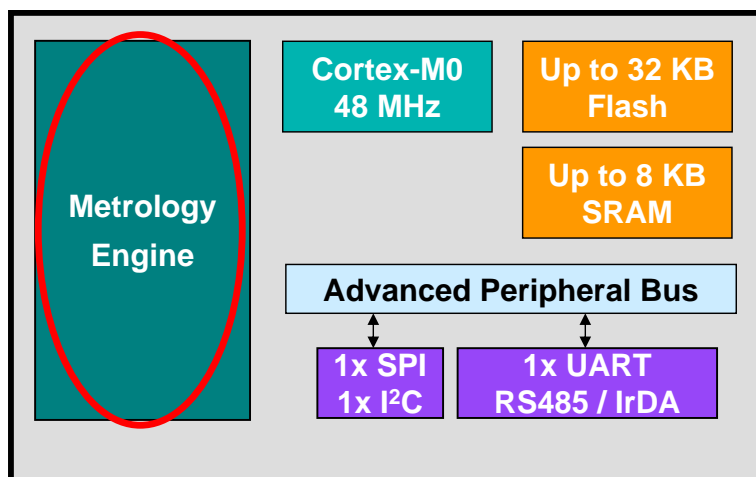 Metrology
Engine
Cortex-M0
48 MHz
Up to 32 KB
Flash
Up to 8 KB
SRAM
Advanced Peripheral Bus
1x SPI
1x I²C
1x UART
RS485 / IrDA